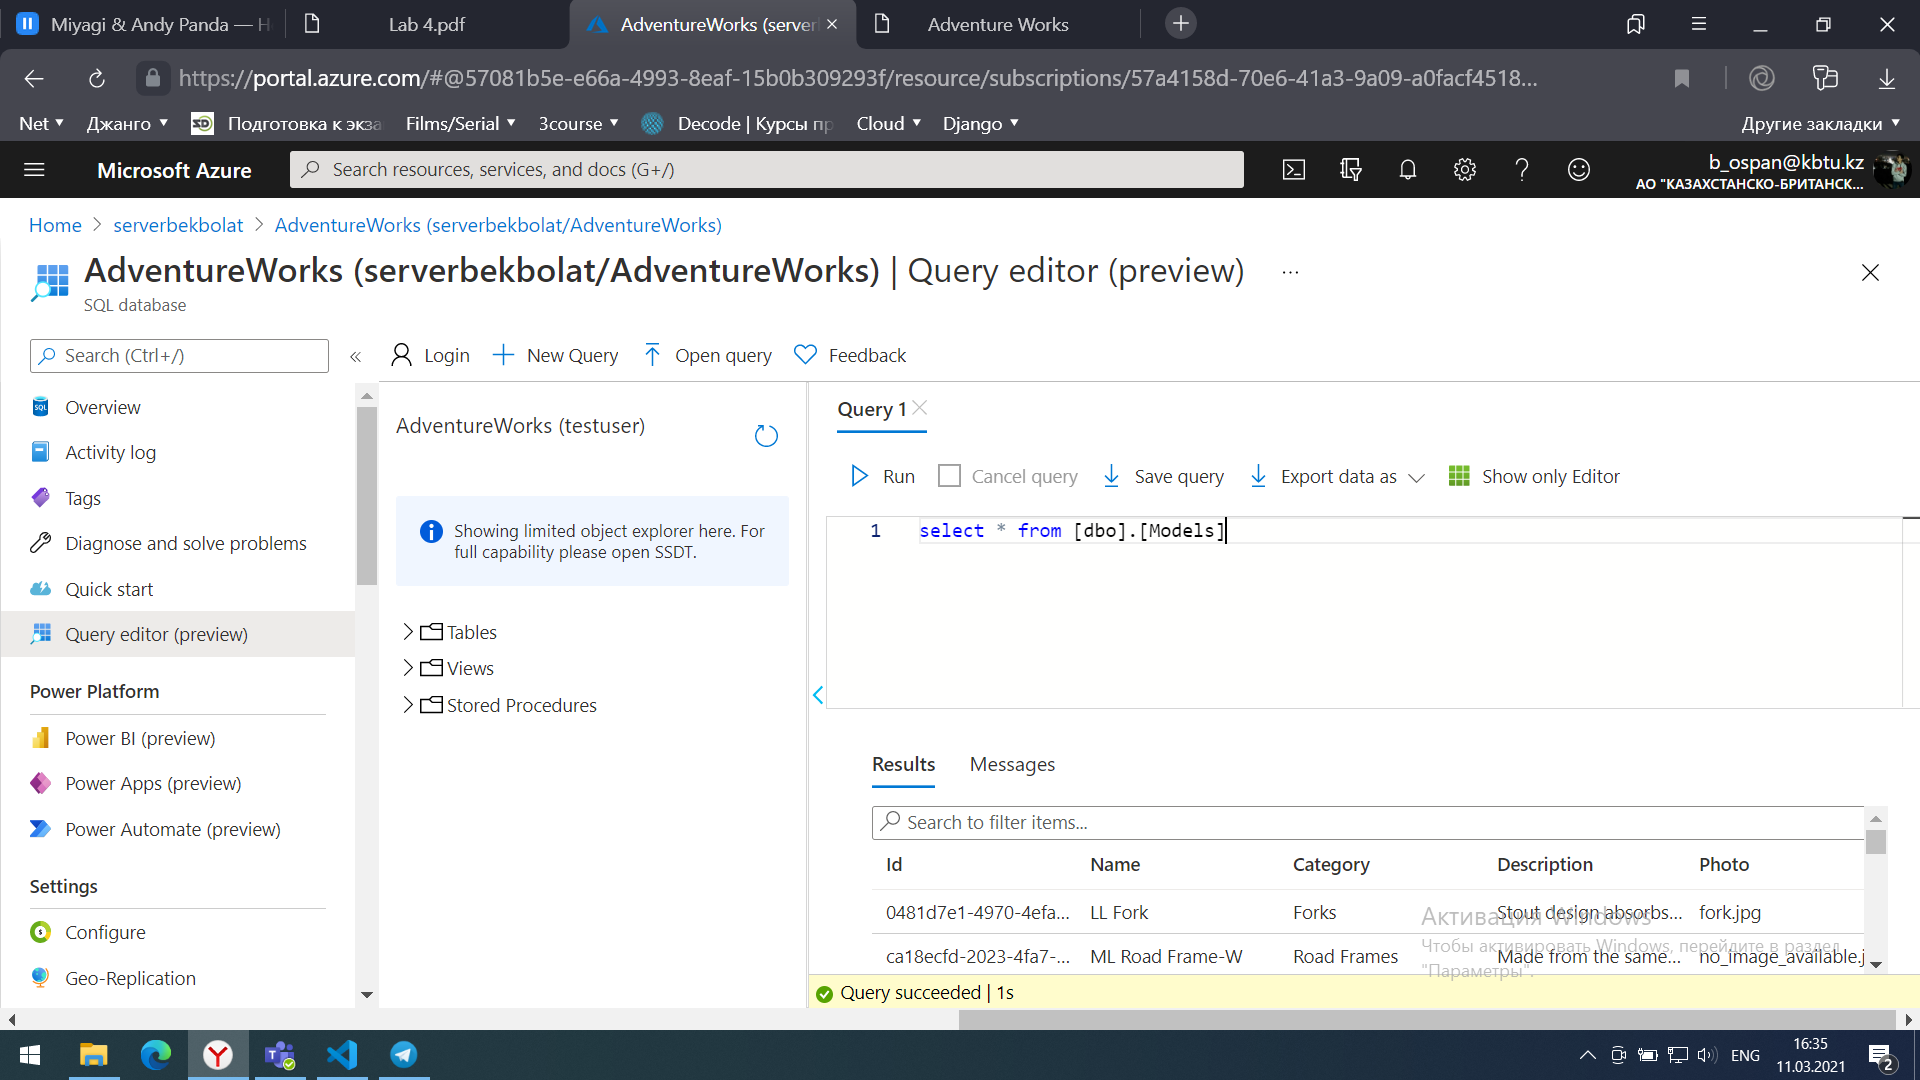 Miyagi & Andy Panda — H
Lab 4.pdf
AdventureWorks (server
Adventure Works
https://portal.azure.com/#@57081b5e-e66a-4993-8eaf-15b0b309293f/resource/subscriptions/57a4158d-70e6-41a3-9a09-a0facf4518...
Net
Джанго
SD
Подготовка к экза
Films/Serial
3course
Decode | Курсы пр
Cloud
Django
Другие закладки
Microsoft Azure
Search resources, services, and docs (G+/)
b_ospan@kbtu.kz
АО "КАЗАХСТАНСКО-БРИТАНСК...
Home > serverbekbolat > AdventureWorks (serverbekbolat/AdventureWorks)
AdventureWorks (serverbekbolat/AdventureWorks) | Query editor (preview) ...
SQL database
Search (Ctrl+/)
«
Login
New Query
Open query
Feedback
Overview
Activity log
Tags
Diagnose and solve problems
Quick start
Query editor (preview)
Power Platform
Power BI (preview)
Power Apps (preview)
Power Automate (preview)
Settings
Configure
Geo-Replication
AdventureWorks (testuser)
Showing limited object explorer here. For
full capability please open SSDT.
Tables
Views
Stored Procedures
Query 1
Run
Cancel query
Save query
Export data as
Show only Editor
1 select * from [dbo].[Models]
Results
Messages
Search to filter items...
Id Name Category Description Photo
0481d7e1-4970-4efa... LL Fork Forks Stout design absorbs... fork.jpg
ca18ecfd-2023-4fa7-... ML Road Frame-W Road Frames Made from the same... no_image_available.j
Активация Windows
Чтобы активировать Windows, перейдите в раздел
"Параметры".
Query succeeded | 1s
ENG
16:35
11.03.2021
2